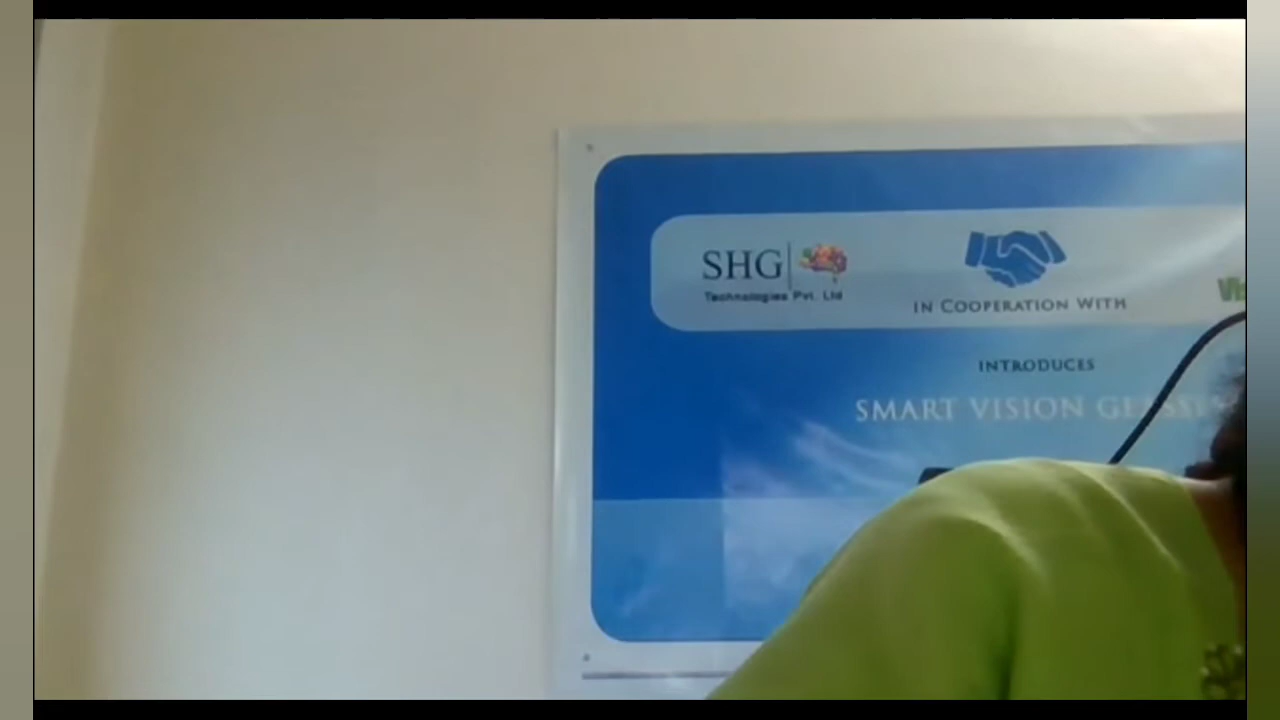 SHG
Technologies Pvt. Ltd
IN COOPERATION WITH
INTRODUCES
SMART VISION